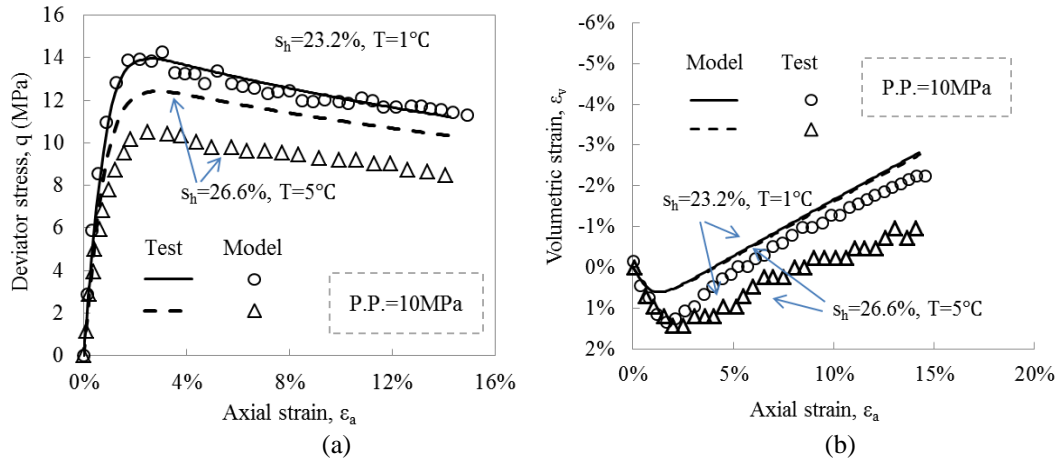 16
14
12
10
8
6
4
2
0
Deviator stress, q (MPa)
s_h=23.2%, T=1°C
s_h=26.6%, T=5°C
Test Model
P.P.=10MPa
0% 4% 8% 12% 16%
Axial strain, ε_a
(a)
-6%
-5%
-4%
-3%
-2%
-1%
0%
1%
2%
Volumetric strain, ε_v
Model Test
P.P.=10MPa
s_h=23.2%, T=1°C
s_h=26.6%, T=5°C
0% 5% 10% 15% 20%
Axial strain, ε_a
(b)